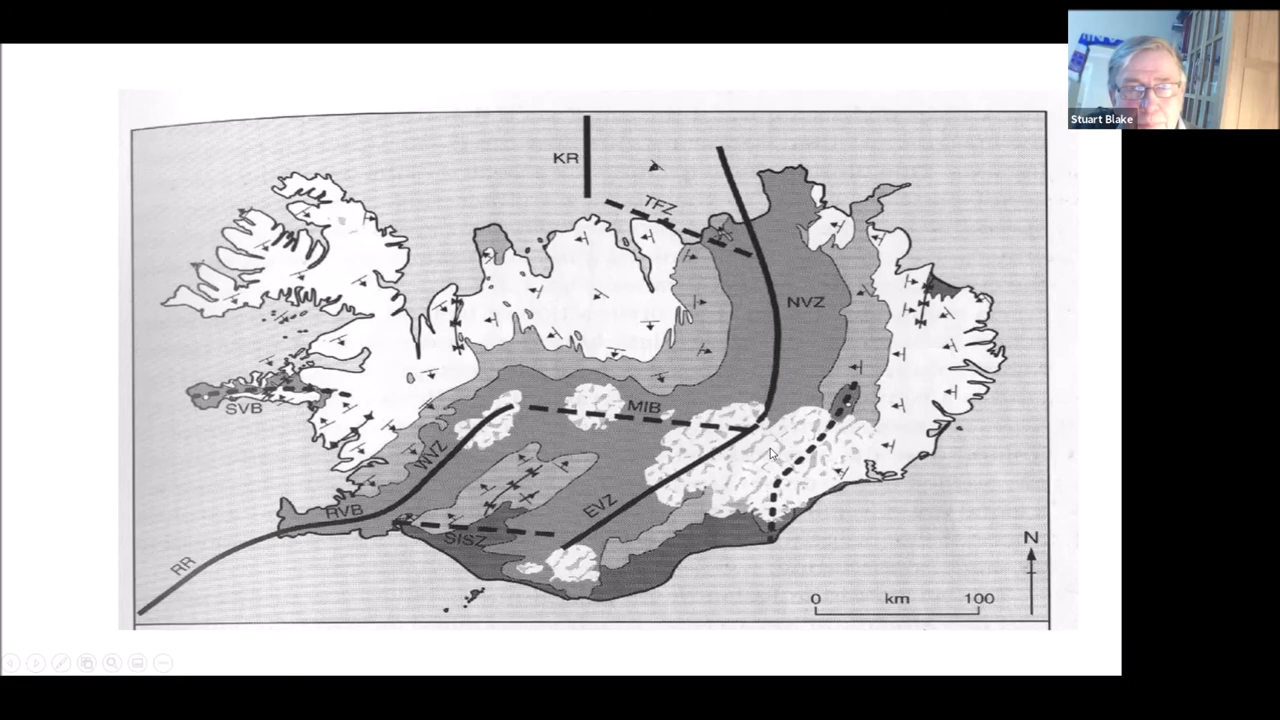 Stuart Blake
KR
TFZ
NVZ
SVB
MIB
WVZ
EVZ
RVB
SISZ
RR
N
0 km 100